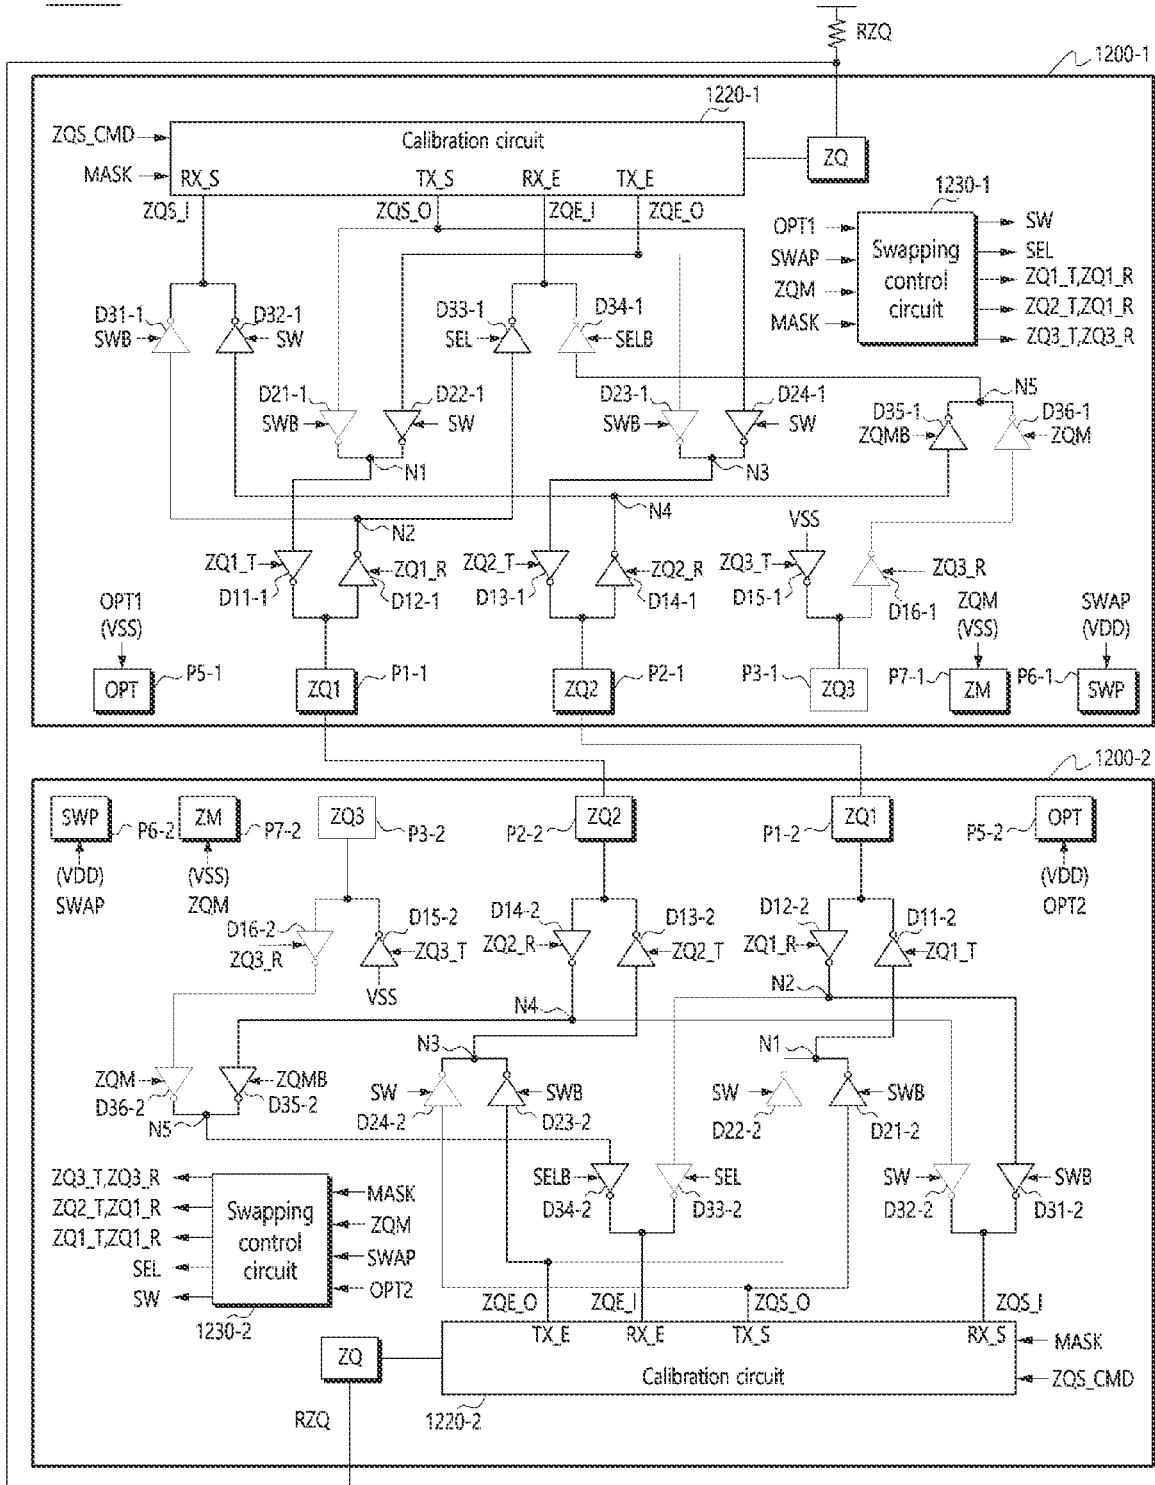 RZQ
1200-1
1220-1
ZQS_CMD
Calibration circuit
ZQ
MASK
RX_S TX_S RX_E TX_E
1230-1
ZQS_I ZQS_O ZQE_I ZQE_O
OPT1 SW
SWAP Swapping SEL
control ZQ1_T,ZQ1_R
ZQM circuit ZQ2_T,ZQ1_R
MASK ZQ3_T,ZQ3_R
D31-1 D32-1 D33-1 D34-1
SWB SW SEL SELB
N5
D21-1 D22-1 D23-1 D24-1 D35-1 D36-1
SWB SW SWB SW ZQMB ZQM
N1 N3
N4
N2 VSS
ZQ1_T ZQ1_R ZQ2_T ZQ2_R ZQ3_T ZQ3_R
D11-1 D12-1 D13-1 D14-1 D15-1 D16-1
OPT1 ZQM SWAP
(VSS) (VSS) (VDD)
P5-1 P1-1 P2-1 P3-1 P7-1 P6-1
OPT ZQ1 ZQ2 ZQ3 ZM SWP
1200-2
SWP ZM ZQ3 ZQ2 ZQ1 OPT
P6-2 P7-2 P3-2 P2-2 P1-2 P5-2
(VDD) (VSS) (VDD)
SWAP ZQM OPT2
D16-2 D15-2 D14-2 D13-2 D12-2 D11-2
ZQ3_R ZQ3_T ZQ2_R ZQ2_T ZQ1_R ZQ1_T
VSS N4 N2
N3 N1
ZQM ZQMB SW SWB SW SWB
D36-2 D35-2 D24-2 D23-2 D22-2 D21-2
N5
SELB SEL SW SWB
D34-2 D33-2 D32-2 D31-2
ZQ3_T,ZQ3_R MASK
ZQ2_T,ZQ1_R Swapping ZQM
ZQ1_T,ZQ1_R control
SEL circuit SWAP
SW OPT2
1230-2
ZQE_O ZQE_I ZQS_O ZQS_I
TX_E RX_E TX_S RX_S
MASK
ZQ
Calibration circuit
ZQS_CMD
RZQ
1220-2